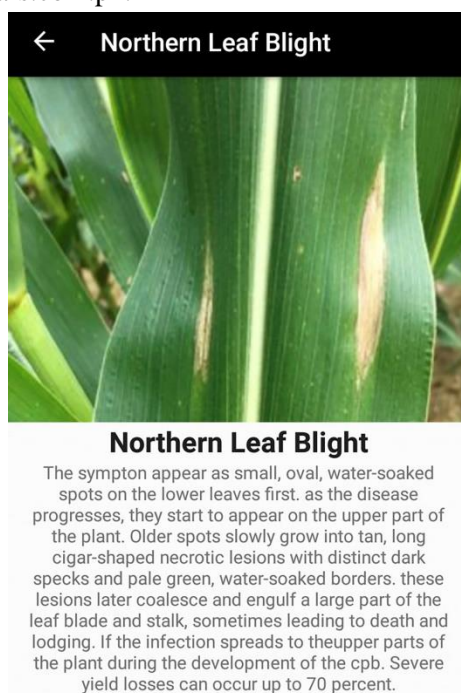 Northern Leaf Blight
Northern Leaf Blight
The sympton appear as small, oval, water-soaked
spots on the lower leaves first. as the disease
progresses, they start to appear on the upper part of
the plant. Older spots slowly grow into tan, long
cigar-shaped necrotic lesions with distinct dark
specks and pale green, water-soaked borders. these
lesions later coalesce and engulf a large part of the
leaf blade and stalk, sometimes leading to death and
lodging. If the infection spreads to theupper parts of
the plant during the development of the cpb. Severe
yield losses can occur up to 70 percent.